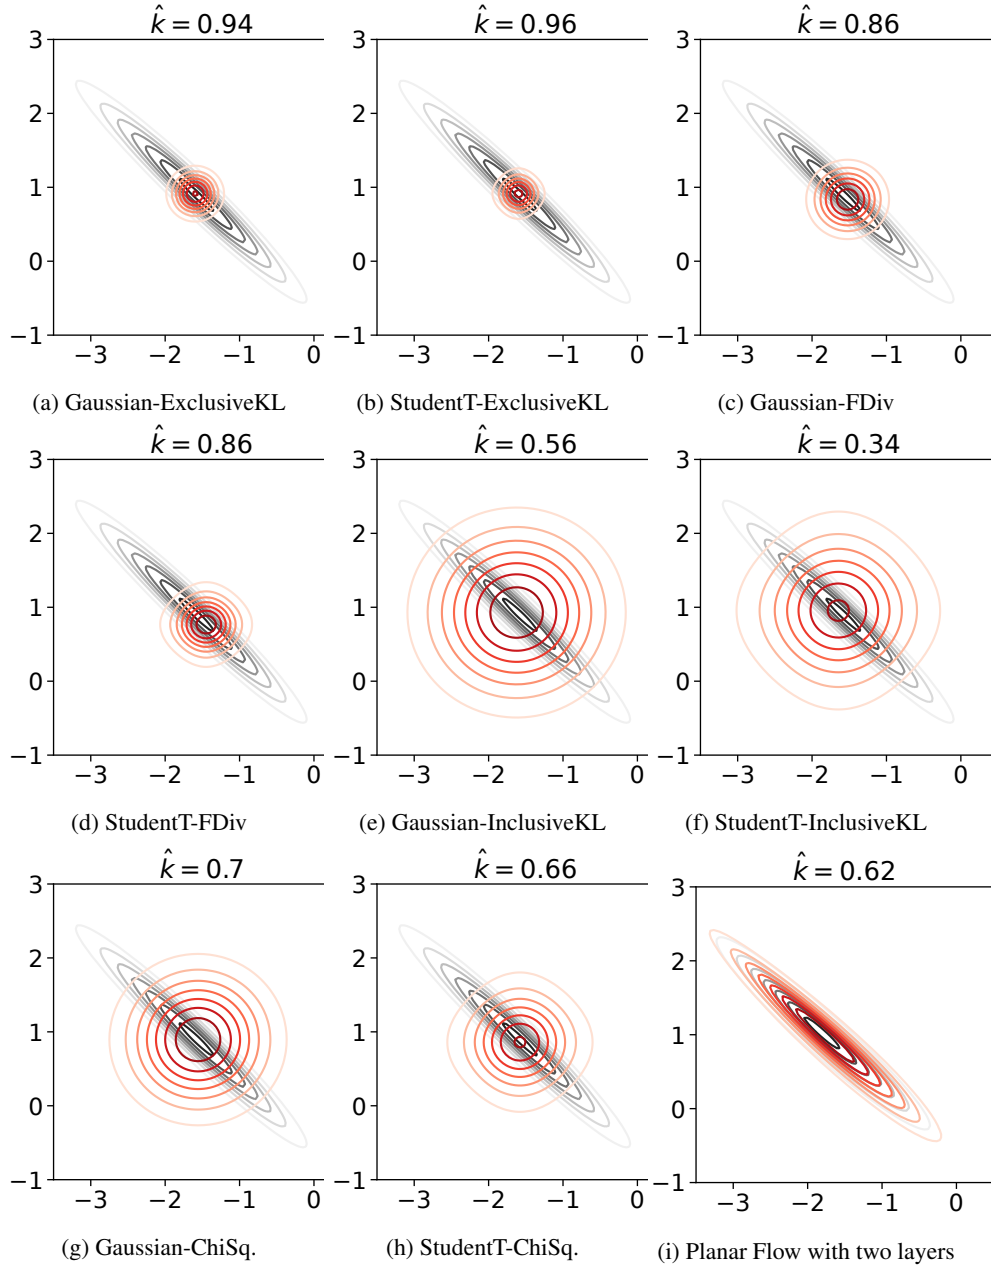 k̂ = 0.94
k̂ = 0.96
k̂ = 0.86
3
2
1
0
−1
−3 −2 −1 0
3
2
1
0
−1
−3 −2 −1 0
3
2
1
0
−1
−3 −2 −1 0
(a) Gaussian-ExclusiveKL
(b) StudentT-ExclusiveKL
(c) Gaussian-FDiv
k̂ = 0.86
k̂ = 0.56
k̂ = 0.34
3
2
1
0
−1
−3 −2 −1 0
3
2
1
0
−1
−3 −2 −1 0
3
2
1
0
−1
−3 −2 −1 0
(d) StudentT-FDiv
(e) Gaussian-InclusiveKL
(f) StudentT-InclusiveKL
k̂ = 0.7
k̂ = 0.66
k̂ = 0.62
3
2
1
0
−1
−3 −2 −1 0
3
2
1
0
−1
−3 −2 −1 0
3
2
1
0
−1
−3 −2 −1 0
(g) Gaussian-ChiSq.
(h) StudentT-ChiSq.
(i) Planar Flow with two layers